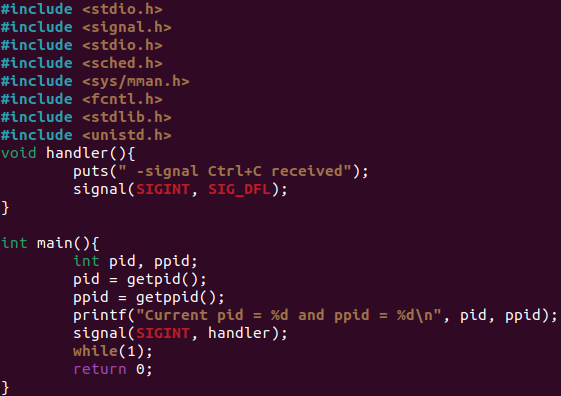 #include <stdio.h>
#include <signal.h>
#include <stdio.h>
#include <sched.h>
#include <sys/mman.h>
#include <fcntl.h>
#include <stdlib.h>
#include <unistd.h>
void handler(){
        puts(" -signal Ctrl+C received");
        signal(SIGINT, SIG_DFL);
}

int main(){
        int pid, ppid;
        pid = getpid();
        ppid = getppid();
        printf("Current pid = %d and ppid = %d\n", pid, ppid);
        signal(SIGINT, handler);
        while(1);
        return 0;
}